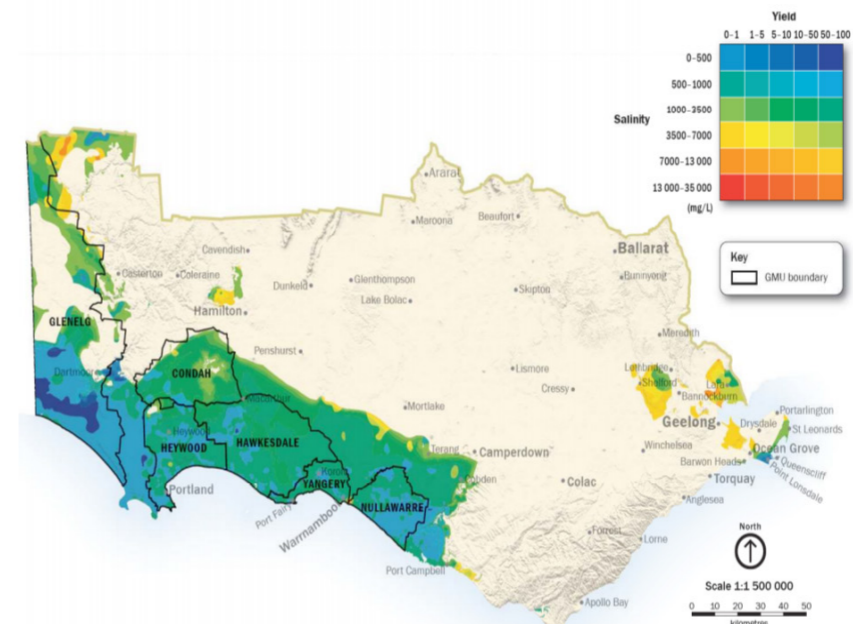 Yield
0-1 1-5 5-10 10-50 50-100
0-500
500-1000
1000-3500
Salinity
3500-7000
7000-13 000
13 000-35 000
(mg/L)
Key
GMU boundary
Ararat
Maroona
Beaufort
Cavendish
Ballarat
Casterton
Coleraine
Dunkeld
Glenthompson
Buninyong
Lake Bolac
Skipton
Hamilton
GLENELG
Meredith
Penshurst
Dartmoor
CONDAH
Lismore
Lethbridge
Shelford
Lara
Cressy
Bannockburn
Macarthur
Mortlake
Portarlington
Geelong
Drysdale
St Leonards
Heywood
HEYWOOD
HAWKESDALE
Terang
Camperdown
Winchelsea
Ocean Grove
Barwon Heads
Queenscliff
Point Lonsdale
Koroit
YANGERY
Cobden
Colac
Torquay
Portland
NULLAWARRE
Anglesea
Port Fairy
Warrnambool
Forrest
Lorne
North
Port Campbell
Scale 1:1 500 000
Apollo Bay
0 10 20 30 40 50
kilometres